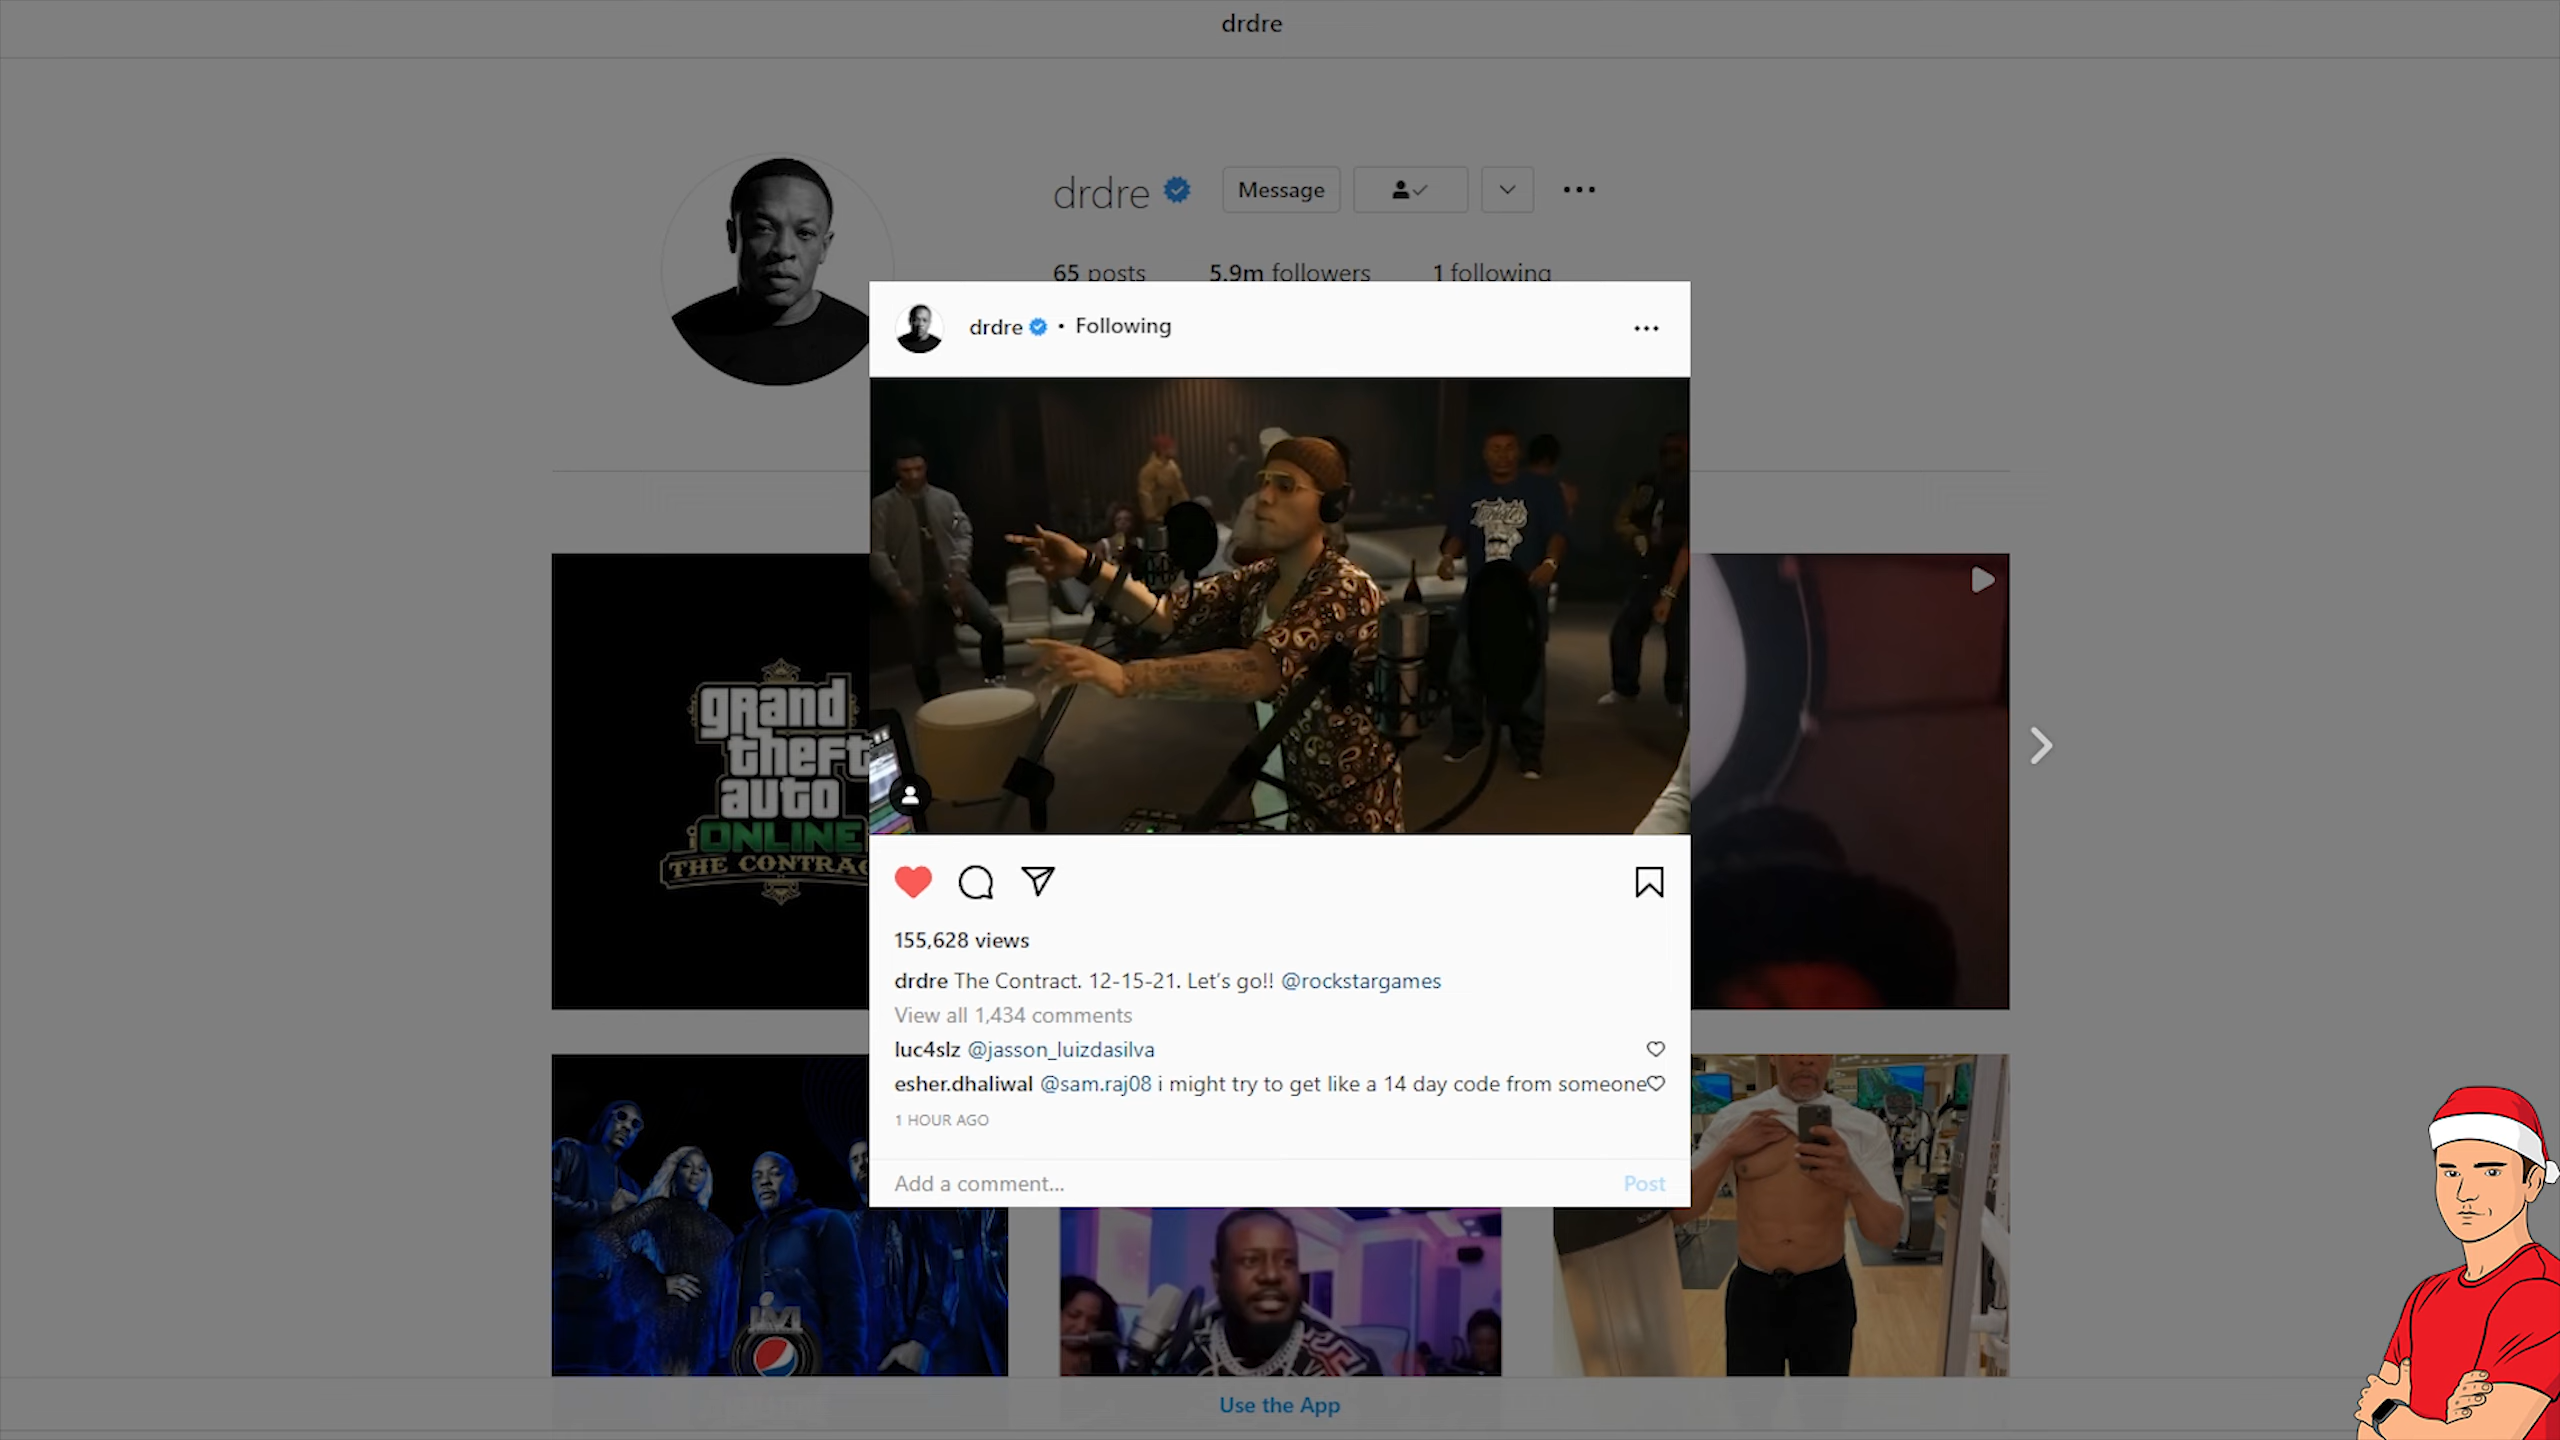 drdre
drdre
Message
65 posts 5.9m followers 1 following
drdre • Following
grand
theft
auto
ONLINE
THE CONTRAC
155,628 views
drdre The Contract. 12-15-21. Let's go!! @rockstargames
View all 1,434 comments
luc4slz @jasson_luizdasilva
esher.dhaliwal @sam.raj08 i might try to get like a 14 day code from someone
1 HOUR AGO
Add a comment... Post
LVI
Use the App